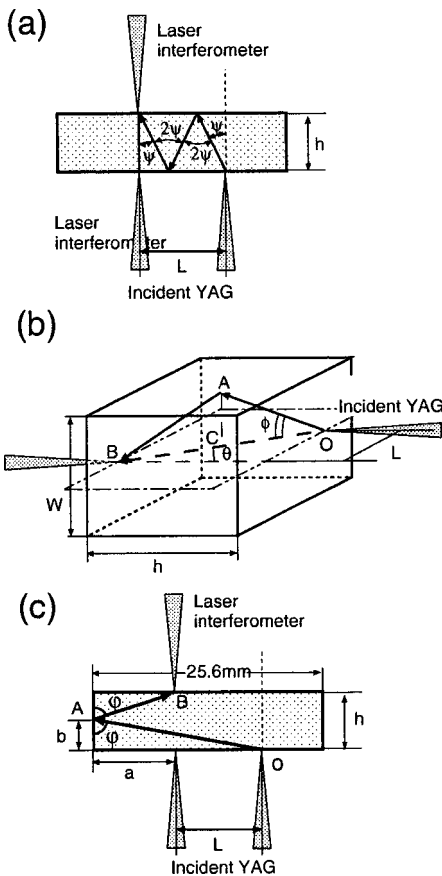 (a)
Laser
interferometer
ψ 2ψ ψ
ψ 2ψ
h
Laser
interferometer
L
Incident YAG
(b)
A
Incident YAG
ϕ
B
C
O
θ
L
W
h
(c)
Laser
interferometer
25.6mm
A
φ
B
b
φ
h
a
O
L
Incident YAG